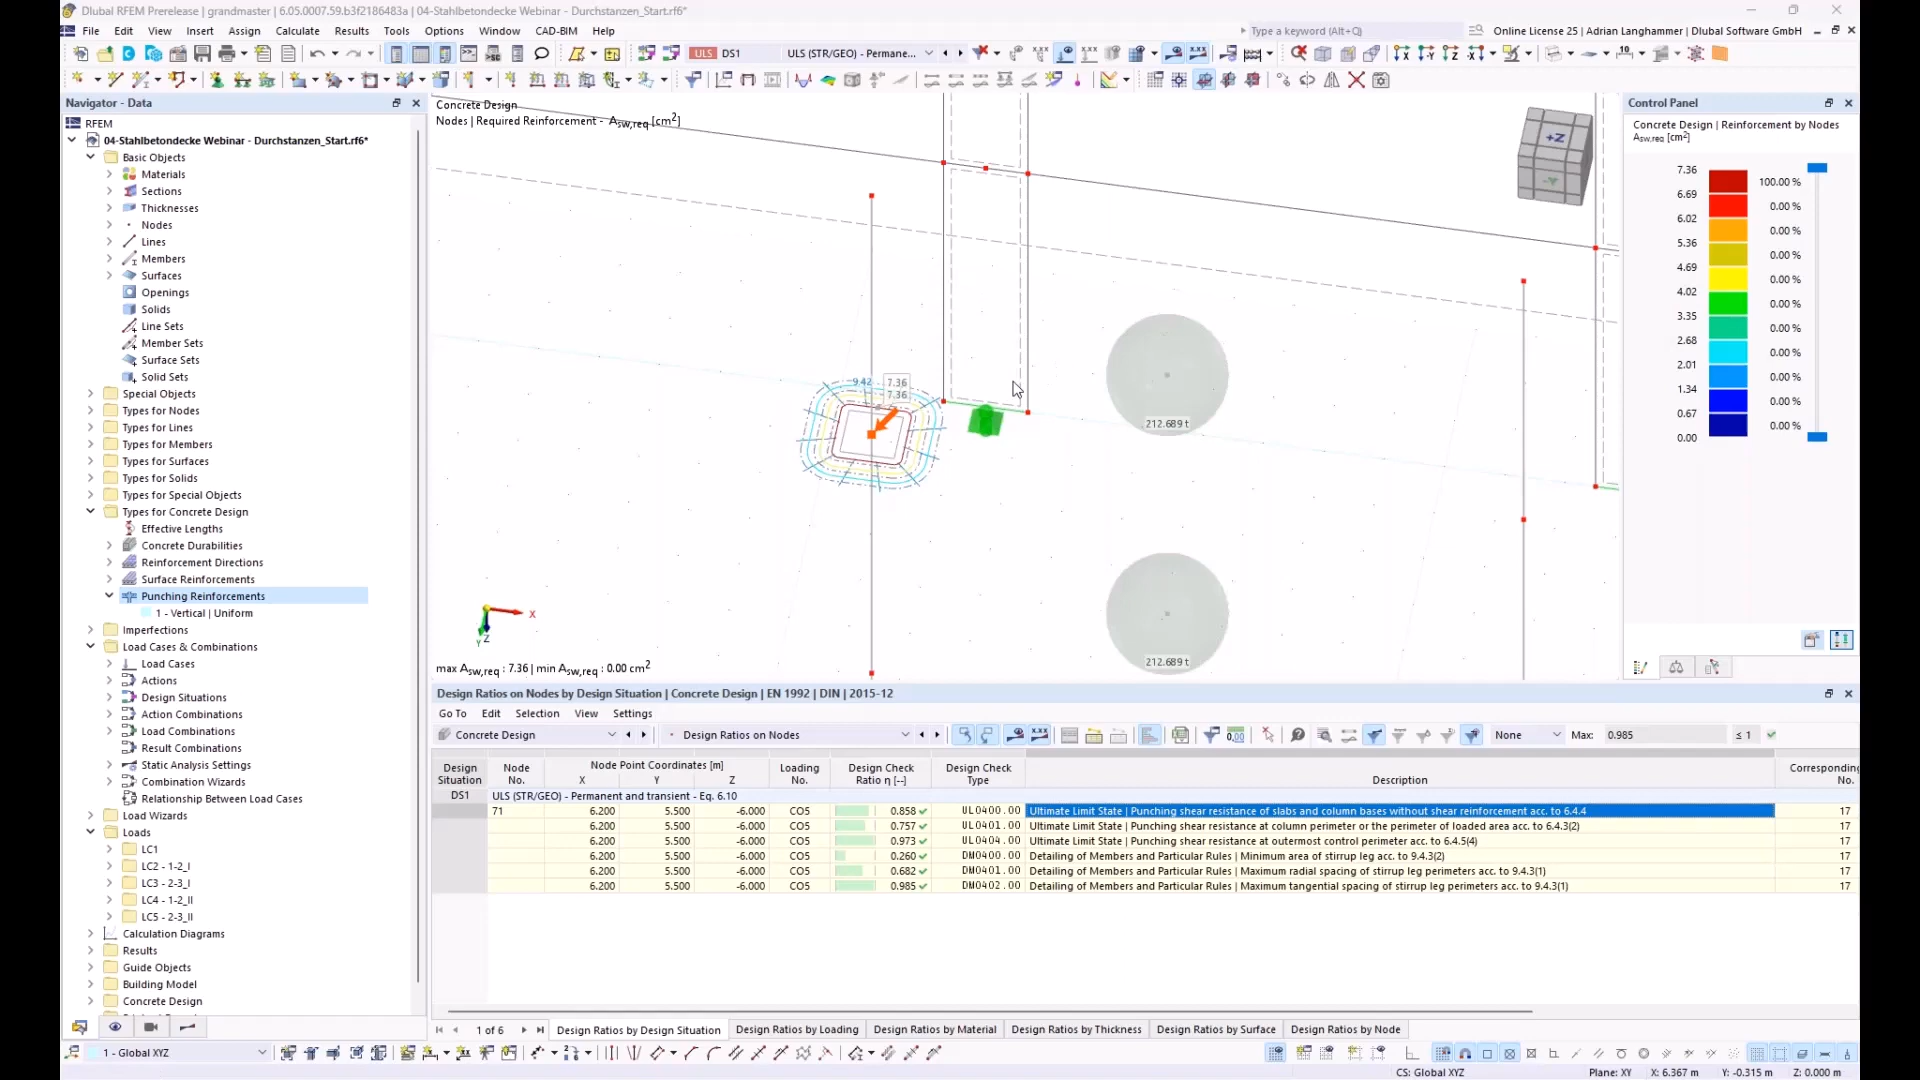 Dlubal RFEM Prerelease | grandmaster | 6.05.0007.59.b3f2186483a | 04-Stahlbetondecke Webinar - Durchstanzen_Start.rf6*
File Edit View Insert Assign Calculate Results Tools Options Window CAD-BIM Help
Type a keyword (Alt+Q)
Online License 25 | Adrian Langhammer | Dlubal Software GmbH
ULS DS1 ULS (STR/GEO) - Permane...
Navigator - Data
RFEM
04-Stahlbetondecke Webinar - Durchstanzen_Start.rf6*
Basic Objects
Materials
Sections
Thicknesses
Nodes
Lines
Members
Surfaces
Openings
Solids
Line Sets
Member Sets
Surface Sets
Solid Sets
Special Objects
Types for Nodes
Types for Lines
Types for Members
Types for Surfaces
Types for Solids
Types for Special Objects
Types for Concrete Design
Effective Lengths
Concrete Durabilities
Reinforcement Directions
Surface Reinforcements
Punching Reinforcements
1 - Vertical | Uniform
Imperfections
Load Cases & Combinations
Load Cases
Actions
Design Situations
Action Combinations
Load Combinations
Result Combinations
Static Analysis Settings
Combination Wizards
Relationship Between Load Cases
Load Wizards
Loads
LC1
LC2 - 1-2_I
LC3 - 2-3_I
LC4 - 1-2_II
LC5 - 2-3_II
Calculation Diagrams
Results
Guide Objects
Building Model
Concrete Design
1 - Global XYZ
Concrete Design
Nodes | Required Reinforcement - Asw,req [cm²]
+Z
-Y
9.42 7.36
7.36
212.689 t
212.689 t
X
Y
Z
max Asw,req : 7.36 | min Asw,req : 0.00 cm²
Control Panel
Concrete Design | Reinforcement by Nodes
Asw,req [cm²]
7.36
100.00 %
6.69
0.00 %
6.02
0.00 %
5.36
0.00 %
4.69
0.00 %
4.02
0.00 %
3.35
0.00 %
2.68
0.00 %
2.01
0.00 %
1.34
0.00 %
0.67
0.00 %
0.00
Design Ratios on Nodes by Design Situation | Concrete Design | EN 1992 | DIN | 2015-12
Go To Edit Selection View Settings
Concrete Design Design Ratios on Nodes None Max: 0.985 ≤ 1
Design Situation Node No. Node Point Coordinates [m] X Y Z Loading No. Design Check Ratio η [--] Design Check Type Description Corresponding No.
DS1 ULS (STR/GEO) - Permanent and transient - Eq. 6.10
71 6.200 5.500 -6.000 CO5 0.858 UL0400.00 Ultimate Limit State | Punching shear resistance of slabs and column bases without shear reinforcement acc. to 6.4.4 17
6.200 5.500 -6.000 CO5 0.757 UL0401.00 Ultimate Limit State | Punching shear resistance at column perimeter or the perimeter of loaded area acc. to 6.4.3(2) 17
6.200 5.500 -6.000 CO5 0.973 UL0404.00 Ultimate Limit State | Punching shear resistance at outermost control perimeter acc. to 6.4.5(4) 17
6.200 5.500 -6.000 CO5 0.260 DM0400.00 Detailing of Members and Particular Rules | Minimum area of stirrup leg acc. to 9.4.3(2) 17
6.200 5.500 -6.000 CO5 0.682 DM0401.00 Detailing of Members and Particular Rules | Maximum radial spacing of stirrup leg perimeters acc. to 9.4.3(1) 17
6.200 5.500 -6.000 CO5 0.985 DM0402.00 Detailing of Members and Particular Rules | Maximum tangential spacing of stirrup leg perimeters acc. to 9.4.3(1) 17
1 of 6 Design Ratios by Design Situation Design Ratios by Loading Design Ratios by Material Design Ratios by Thickness Design Ratios by Surface Design Ratios by Node
CS: Global XYZ Plane: XY X: 6.367 m Y: -0.315 m Z: 0.000 m